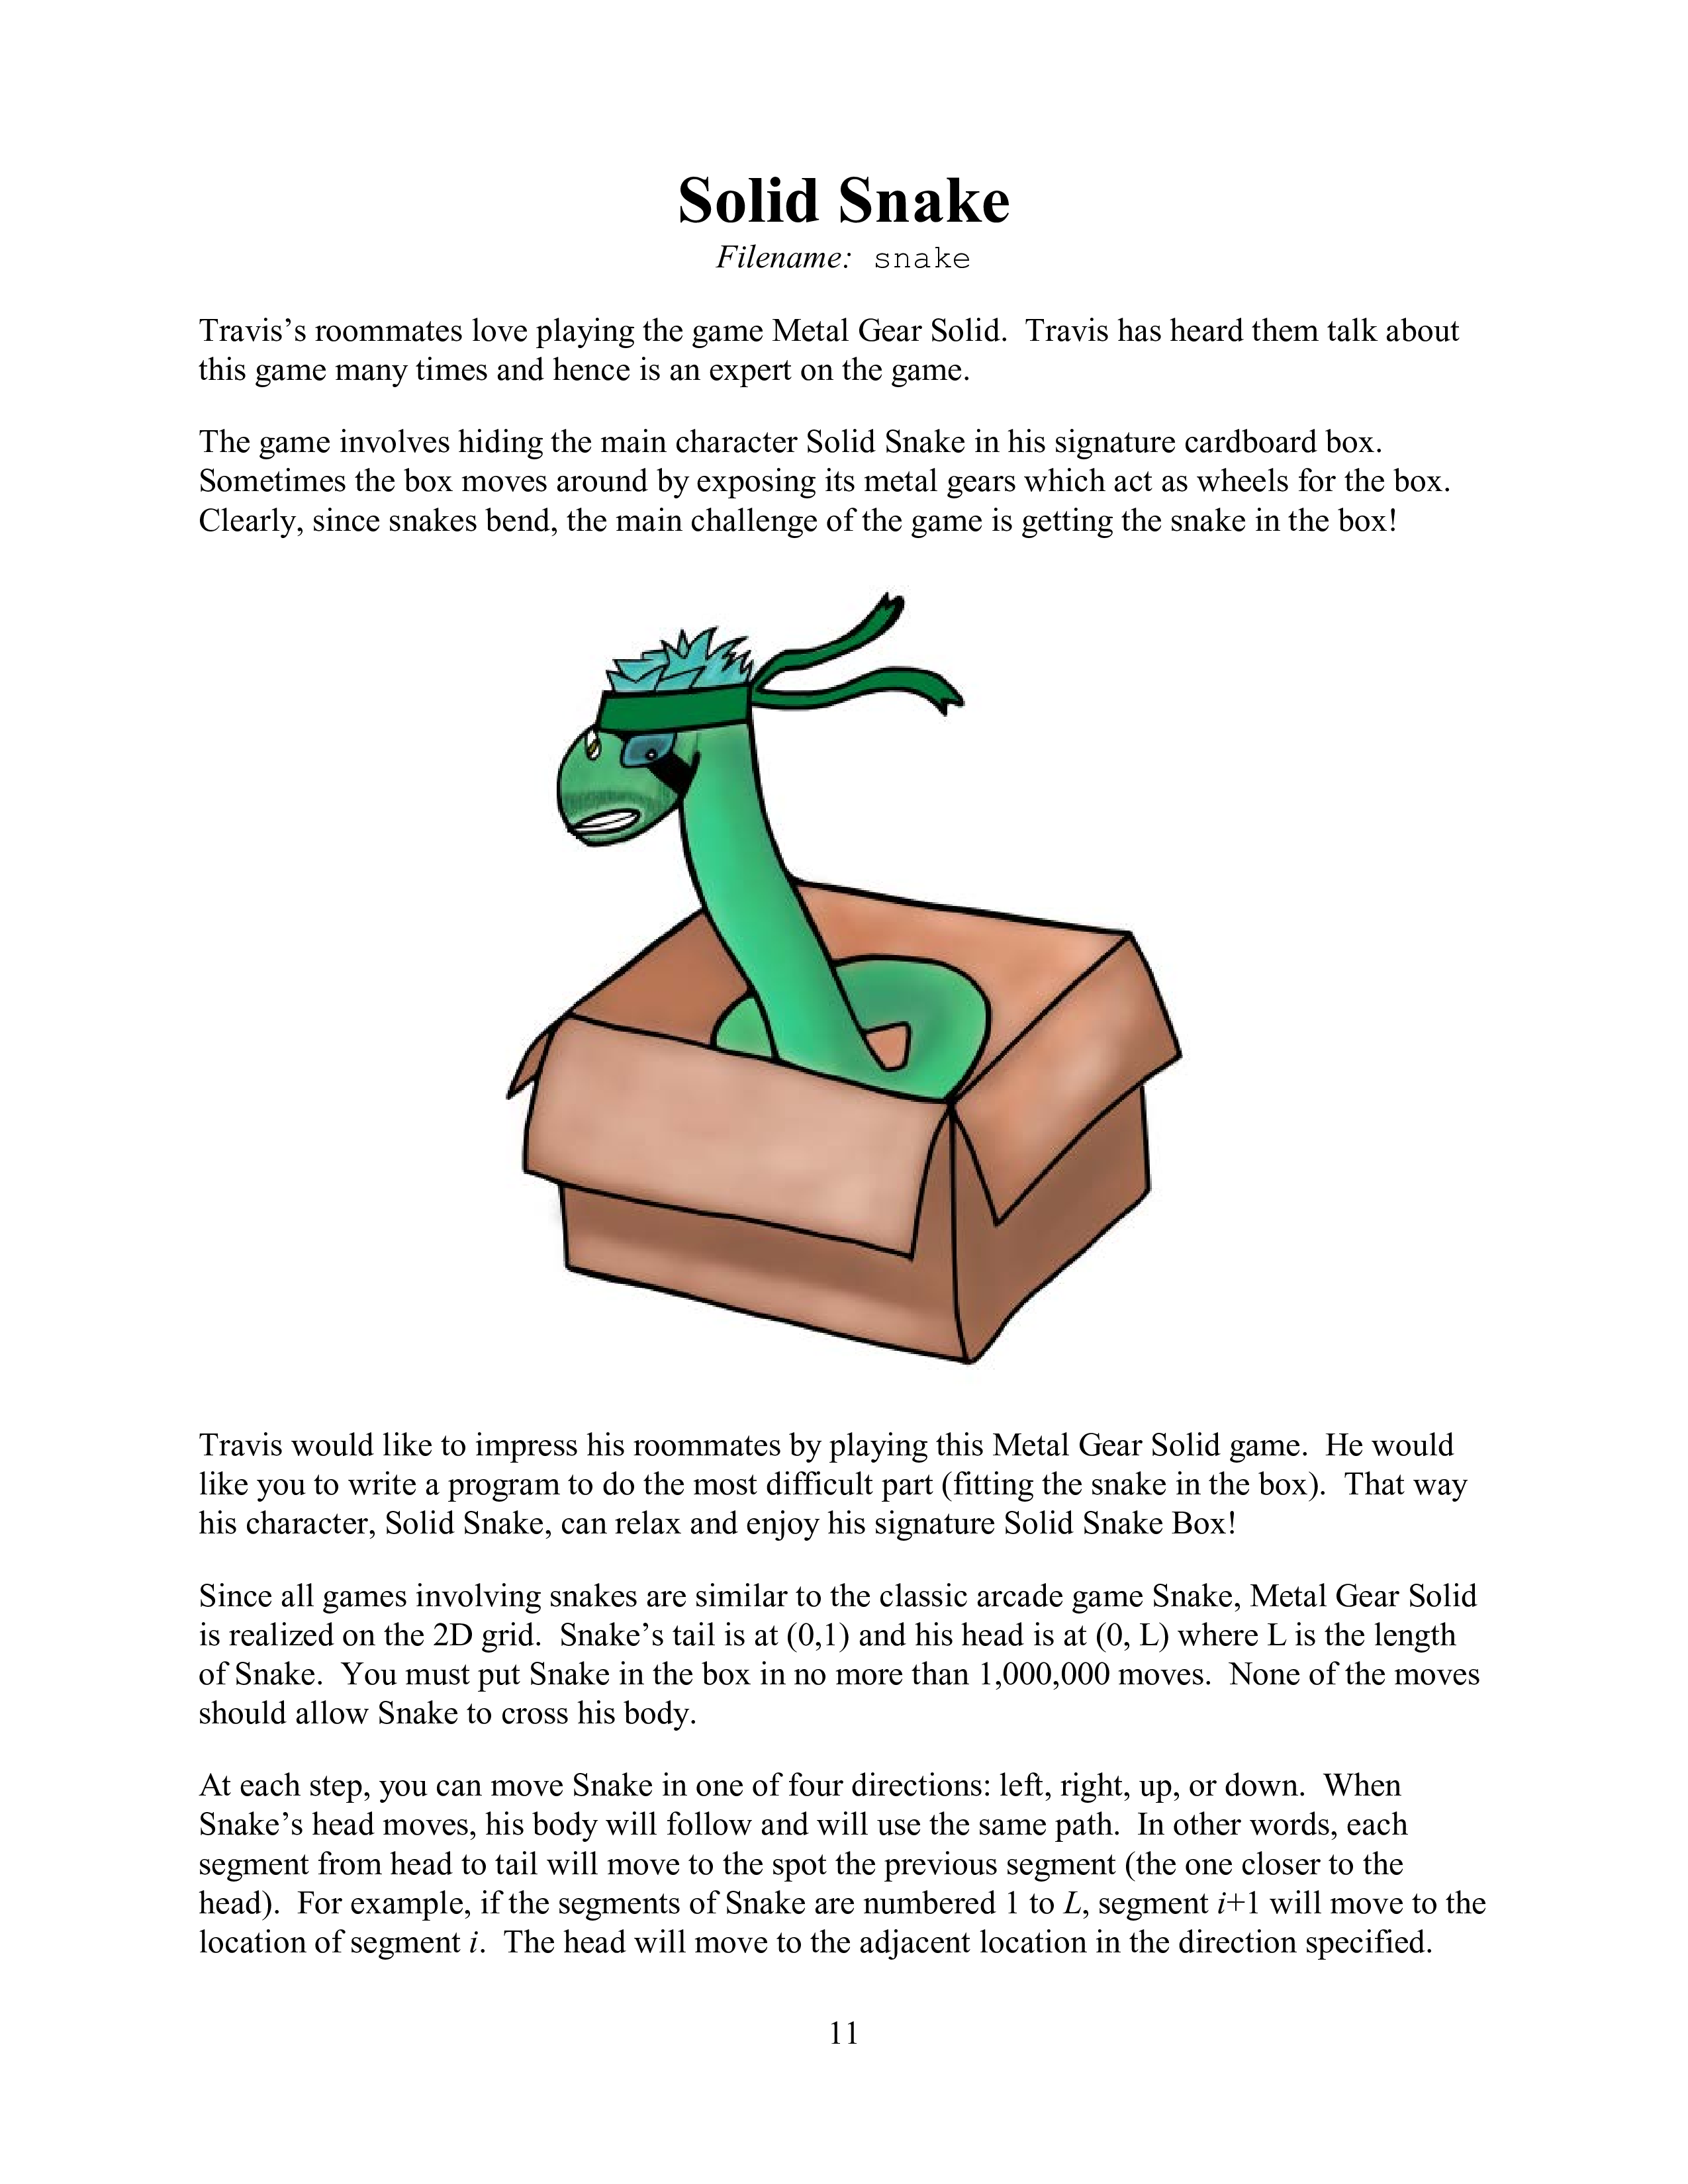 Solid Snake
Filename: snake
Travis’s roommates love playing the game Metal Gear Solid. Travis has heard them talk about
this game many times and hence is an expert on the game.
The game involves hiding the main character Solid Snake in his signature cardboard box.
Sometimes the box moves around by exposing its metal gears which act as wheels for the box.
Clearly, since snakes bend, the main challenge of the game is getting the snake in the box!
Travis would like to impress his roommates by playing this Metal Gear Solid game. He would
like you to write a program to do the most difficult part (fitting the snake in the box). That way
his character, Solid Snake, can relax and enjoy his signature Solid Snake Box!
Since all games involving snakes are similar to the classic arcade game Snake, Metal Gear Solid
is realized on the 2D grid. Snake’s tail is at (0,1) and his head is at (0, L) where L is the length
of Snake. You must put Snake in the box in no more than 1,000,000 moves. None of the moves
should allow Snake to cross his body.
At each step, you can move Snake in one of four directions: left, right, up, or down. When
Snake’s head moves, his body will follow and will use the same path. In other words, each
segment from head to tail will move to the spot the previous segment (the one closer to the
head). For example, if the segments of Snake are numbered 1 to L, segment i+1 will move to the
location of segment i. The head will move to the adjacent location in the direction specified.
11